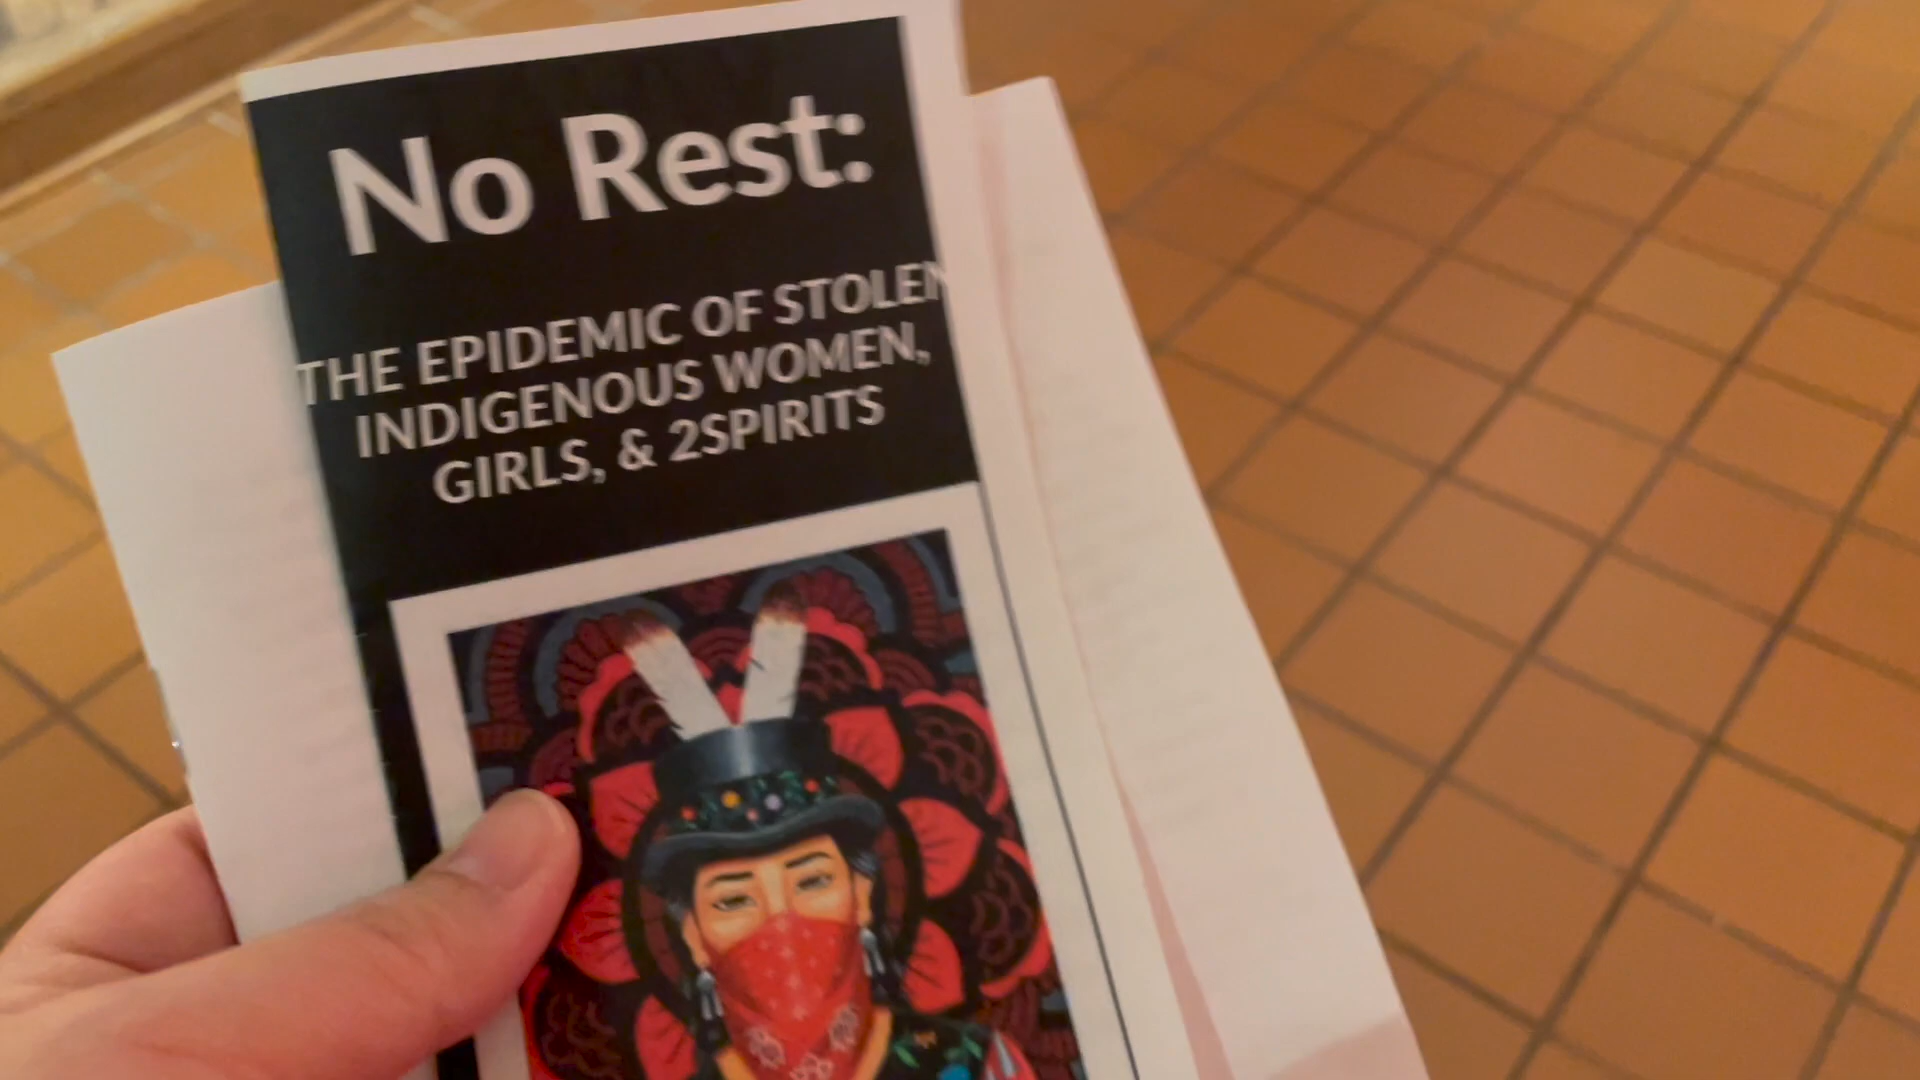 No Rest:
THE EPIDEMIC OF STOLEN
INDIGENOUS WOMEN,
GIRLS, & 2SPIRITS